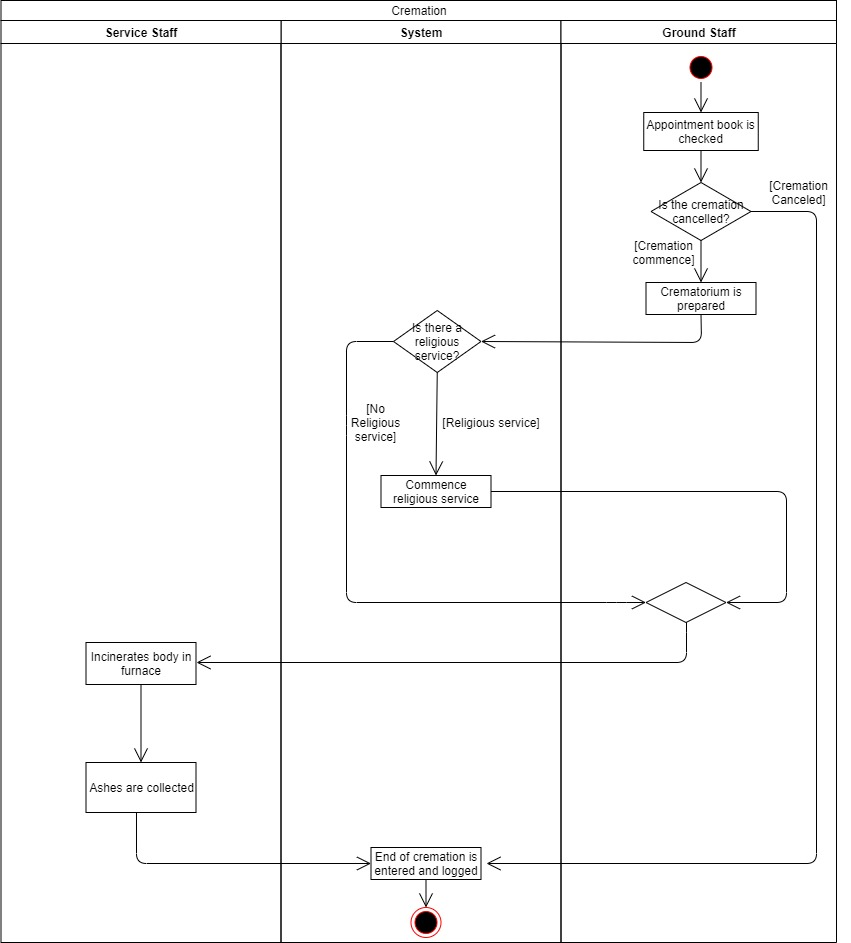 Cremation
Service Staff
System
Ground Staff
Appointment book is
checked
[Cremation
Canceled]
Is the cremation
cancelled?
[Cremation
commence]
Crematorium is
prepared
Is there a
religious
service?
[No
Religious
service]
[Religious service]
Commence
religious service
Incinerates body in
furnace
Ashes are collected
End of cremation is
entered and logged